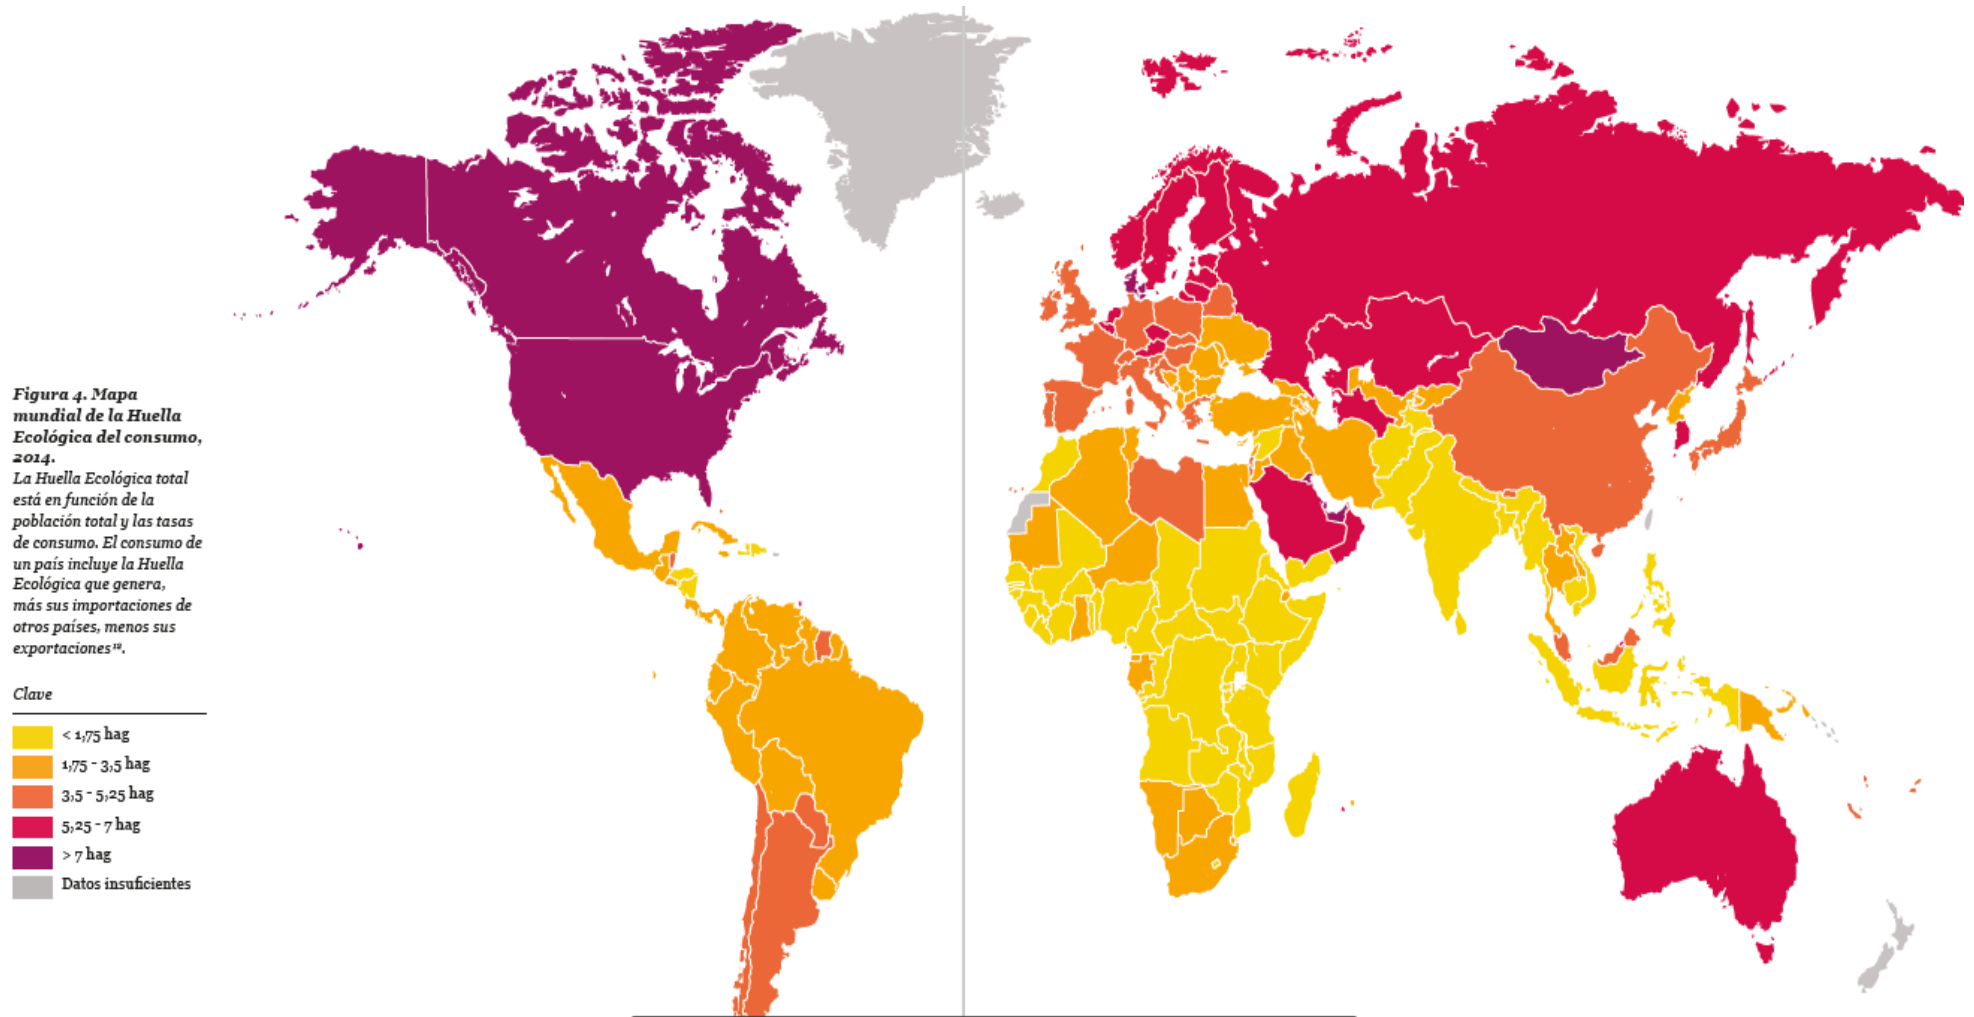 Figura 4. Mapa
mundial de la Huella
Ecológica del consumo,
2014.
La Huella Ecológica total
está en función de la
población total y las tasas
de consumo. El consumo de
un país incluye la Huella
Ecológica que genera,
más sus importaciones de
otros países, menos sus
exportaciones¹².
Clave
< 1,75 hag
1,75 - 3,5 hag
3,5 - 5,25 hag
5,25 - 7 hag
> 7 hag
Datos insuficientes